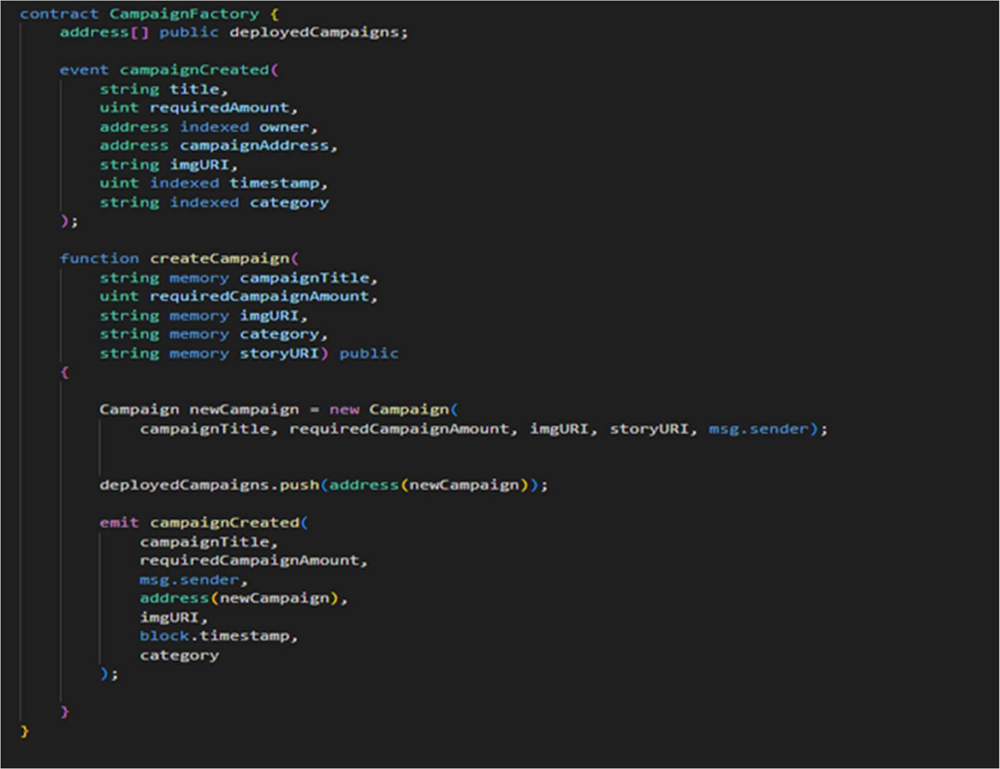 contract CampaignFactory {
address[] public deployedCampaigns;
event campaignCreated(
string title,
uint requiredAmount,
address indexed owner,
address campaignAddress,
string imgURI,
uint indexed timestamp,
string indexed category
);
function createCampaign(
string memory campaignTitle,
uint requiredCampaignAmount,
string memory imgURI,
string memory category,
string memory storyURI) public
{
Campaign newCampaign = new Campaign(
campaignTitle, requiredCampaignAmount, imgURI, storyURI, msg.sender);
deployedCampaigns.push(address(newCampaign));
emit campaignCreated(
campaignTitle,
requiredCampaignAmount,
msg.sender,
address(newCampaign),
imgURI,
block.timestamp,
category
);
}
}